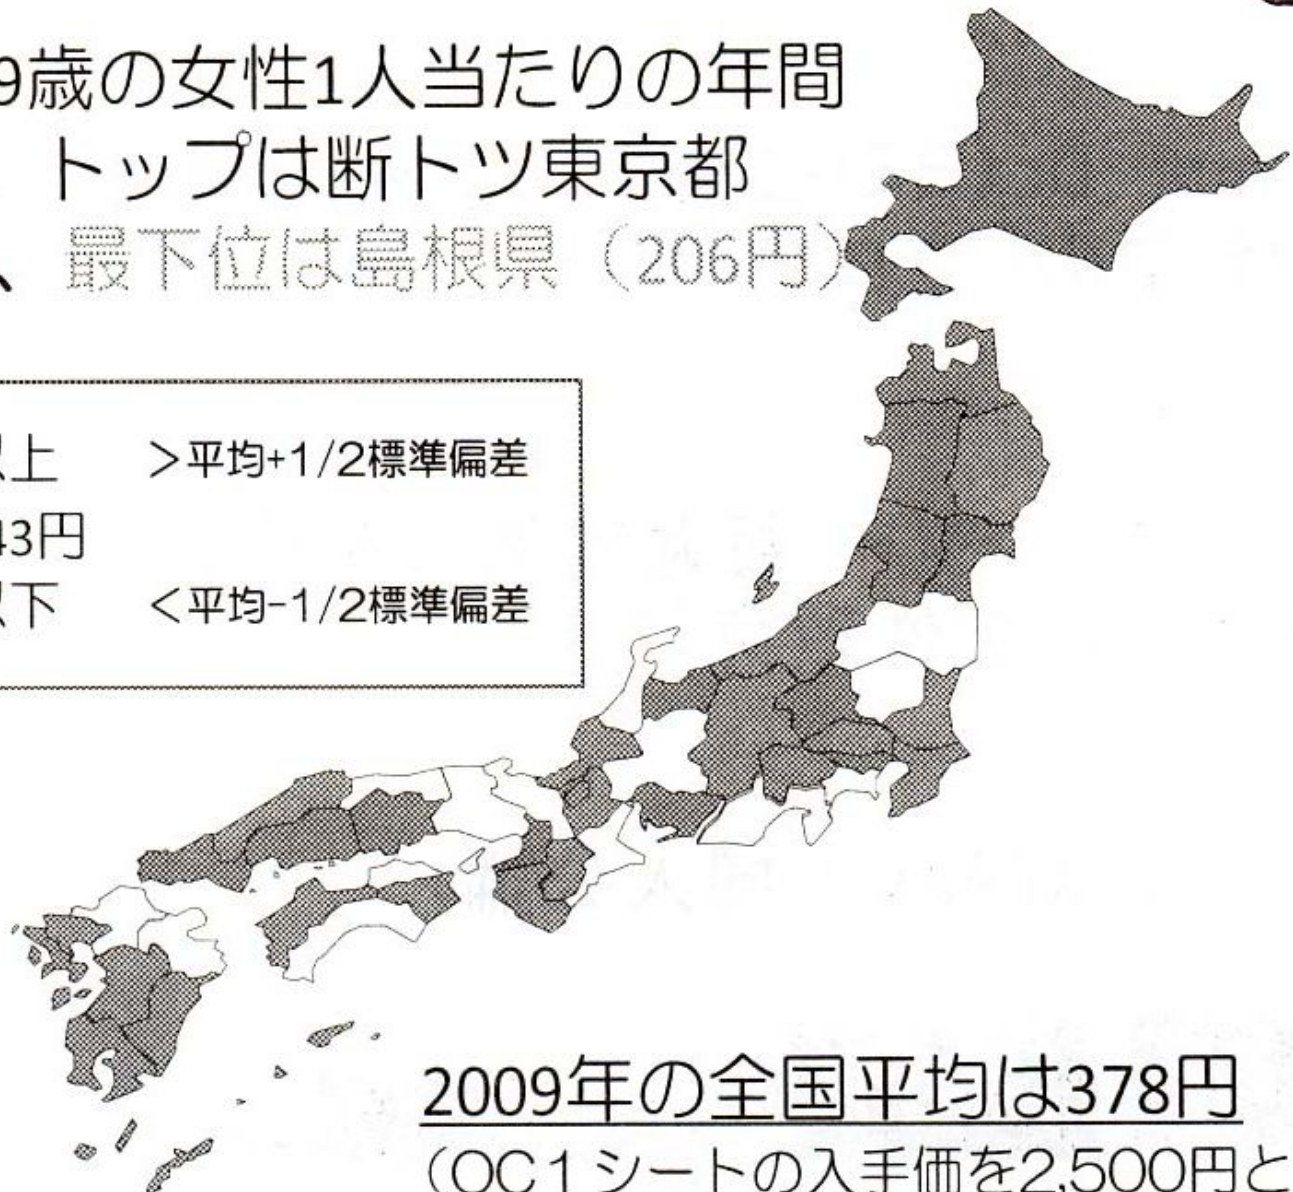 9歳の女性1人当たりの年間
トップは断トツ東京都
、最下位は島根県（206円）
以上 ＞平均+1/2標準偏差
43円
以下 ＜平均-1/2標準偏差
2009年の全国平均は378円
（OC1シートの入手価を2,500円と